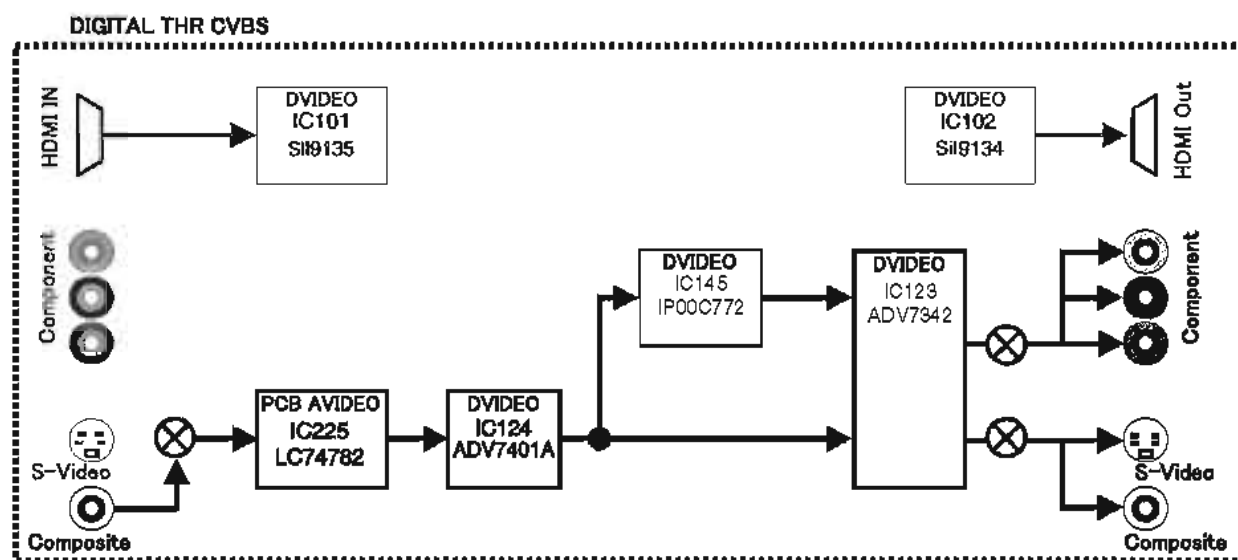 DIGITAL THR CVBS
HDMI IN
DVIDEO
IC101
SiI9135
DVIDEO
IC102
SiI9134
HDMI Out
Component
DVIDEO
IC145
IP00C772
DVIDEO
IC123
ADV7342
Component
PCB AVIDEO
IC225
LC74782
DVIDEO
IC124
ADV7401A
S-Video
Composite
S-Video
Composite